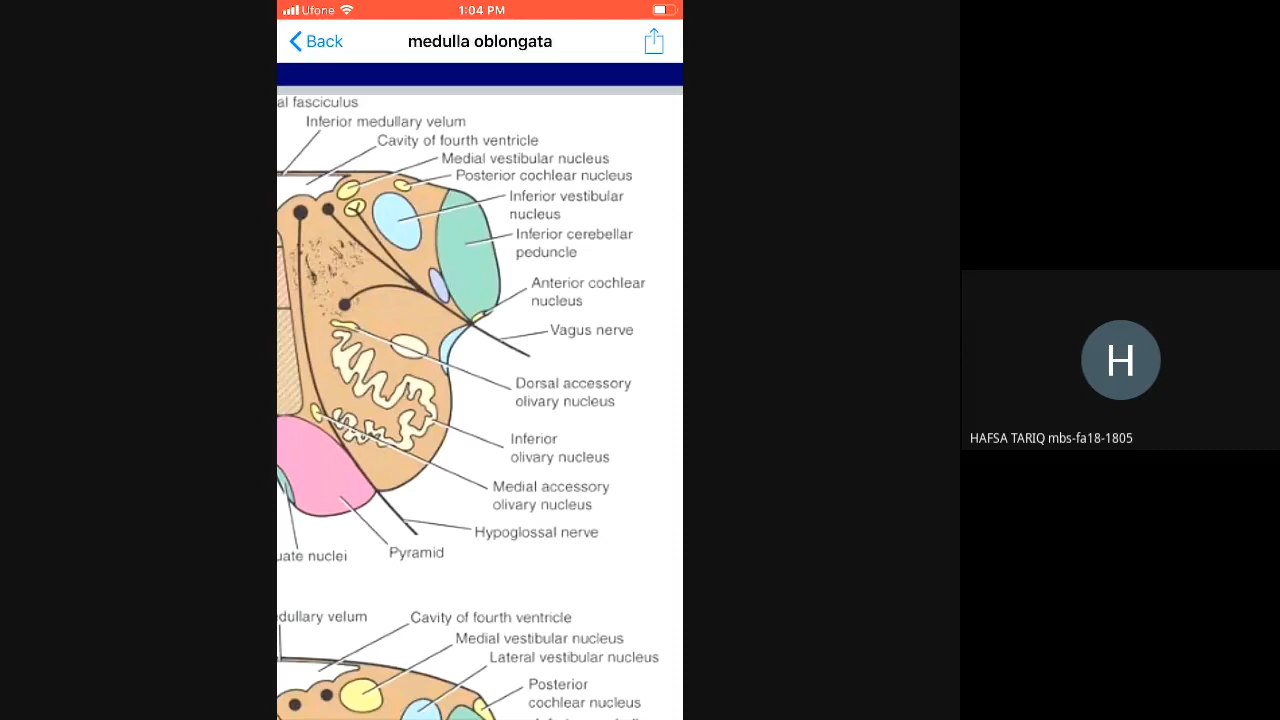 Ufone
1:04 PM
Back
medulla oblongata
al fasciculus
Inferior medullary velum
Cavity of fourth ventricle
Medial vestibular nucleus
Posterior cochlear nucleus
Inferior vestibular
nucleus
Inferior cerebellar
peduncle
Anterior cochlear
nucleus
Vagus nerve
Dorsal accessory
olivary nucleus
Inferior
olivary nucleus
Medial accessory
olivary nucleus
Hypoglossal nerve
Pyramid
uate nuclei
dullary velum
Cavity of fourth ventricle
Medial vestibular nucleus
Lateral vestibular nucleus
Posterior
cochlear nucleus
H
HAFSA TARIQ mbs-fa18-1805